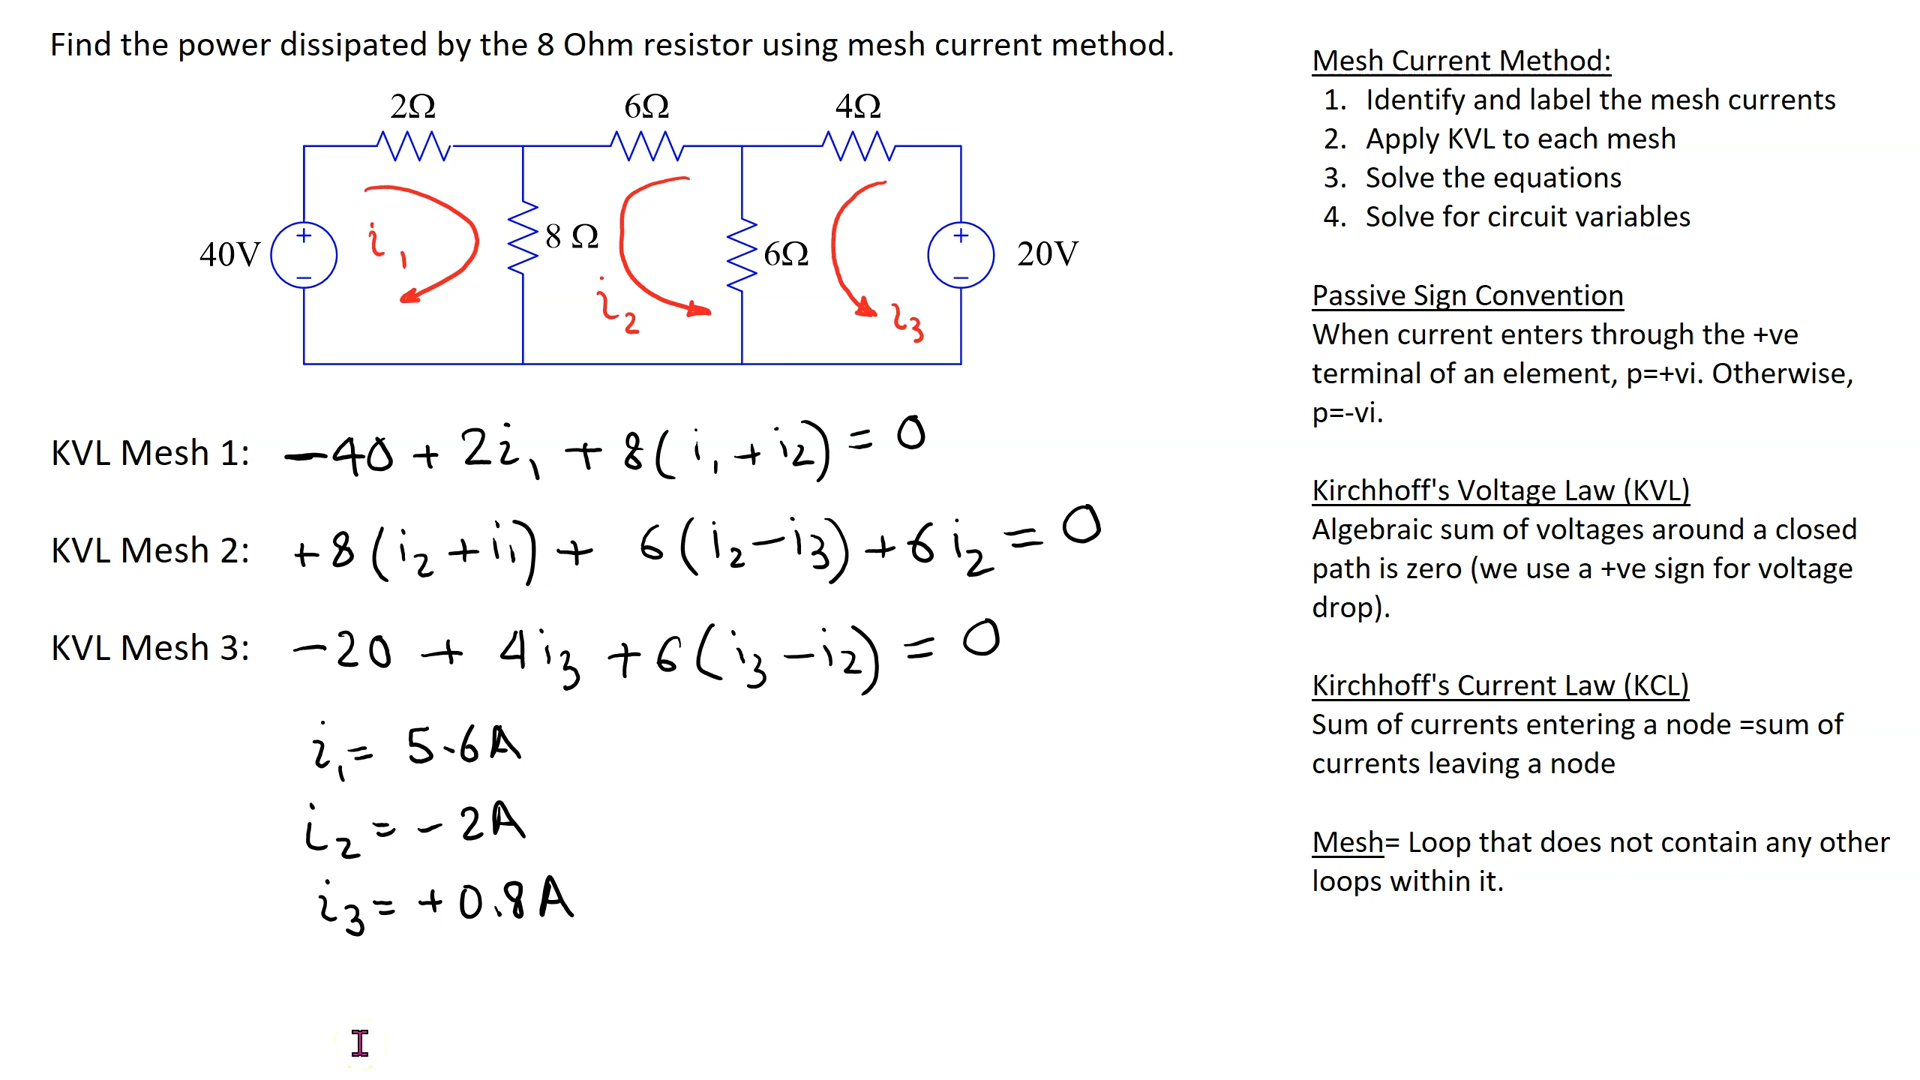 Find the power dissipated by the 8 Ohm resistor using mesh current method.
2Ω 6Ω 4Ω
40V + − i₁ 8 Ω i₂ 6Ω i₃ + − 20V
KVL Mesh 1: −40 + 2i₁ + 8(i₁ + i₂) = 0
KVL Mesh 2: +8(i₂ + i₁) + 6(i₂ − i₃) + 6i₂ = 0
KVL Mesh 3: −20 + 4i₃ + 6(i₃ − i₂) = 0
i₁ = 5.6A
i₂ = −2A
i₃ = +0.8A
Mesh Current Method:
1. Identify and label the mesh currents
2. Apply KVL to each mesh
3. Solve the equations
4. Solve for circuit variables
Passive Sign Convention
When current enters through the +ve
terminal of an element, p=+vi. Otherwise,
p=-vi.
Kirchhoff's Voltage Law (KVL)
Algebraic sum of voltages around a closed
path is zero (we use a +ve sign for voltage
drop).
Kirchhoff's Current Law (KCL)
Sum of currents entering a node =sum of
currents leaving a node
Mesh= Loop that does not contain any other
loops within it.